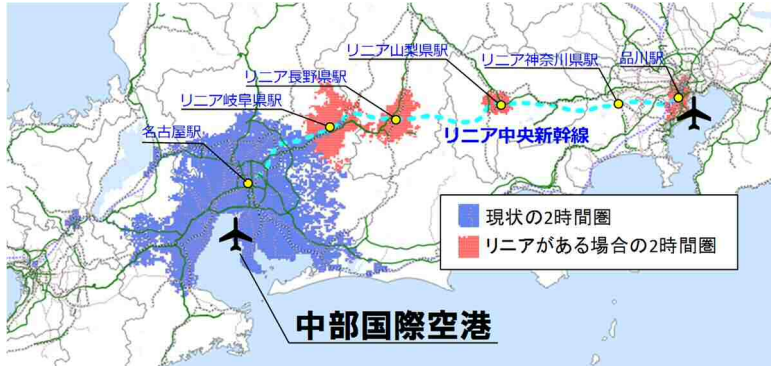 リニア山梨県駅
リニア神奈川県駅
品川駅
リニア長野県駅
リニア岐阜県駅
名古屋駅
リニア中央新幹線
現状の2時間圏
リニアがある場合の2時間圏
中部国際空港